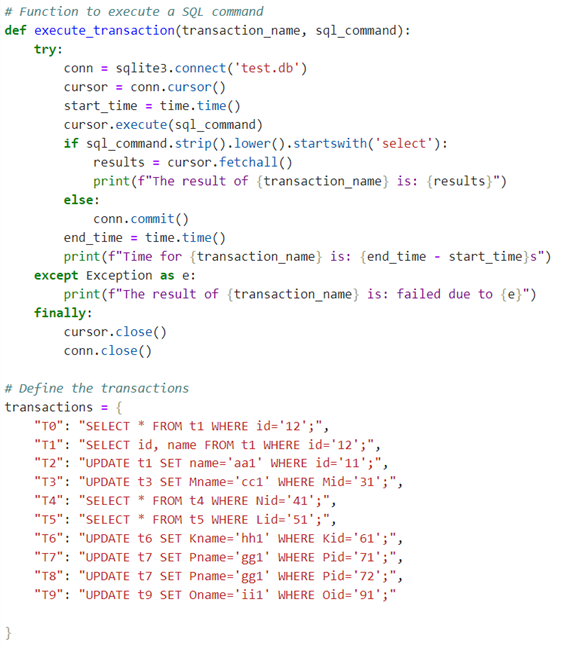 # Function to execute a SQL command
def execute_transaction(transaction_name, sql_command):
    try:
        conn = sqlite3.connect('test.db')
        cursor = conn.cursor()
        start_time = time.time()
        cursor.execute(sql_command)
        if sql_command.strip().lower().startswith('select'):
            results = cursor.fetchall()
            print(f"The result of {transaction_name} is: {results}")
        else:
            conn.commit()
        end_time = time.time()
        print(f"Time for {transaction_name} is: {end_time - start_time}s")
    except Exception as e:
        print(f"The result of {transaction_name} is: failed due to {e}")
    finally:
        cursor.close()
        conn.close()

# Define the transactions
transactions = {
    "T0": "SELECT * FROM t1 WHERE id='12';",
    "T1": "SELECT id, name FROM t1 WHERE id='12';",
    "T2": "UPDATE t1 SET name='aa1' WHERE id='11';",
    "T3": "UPDATE t3 SET Mname='cc1' WHERE Mid='31';",
    "T4": "SELECT * FROM t4 WHERE Nid='41';",
    "T5": "SELECT * FROM t5 WHERE Lid='51';",
    "T6": "UPDATE t6 SET Kname='hh1' WHERE Kid='61';",
    "T7": "UPDATE t7 SET Pname='gg1' WHERE Pid='71';",
    "T8": "UPDATE t7 SET Pname='gg1' WHERE Pid='72';",
    "T9": "UPDATE t9 SET Oname='ii1' WHERE Oid='91';"

}